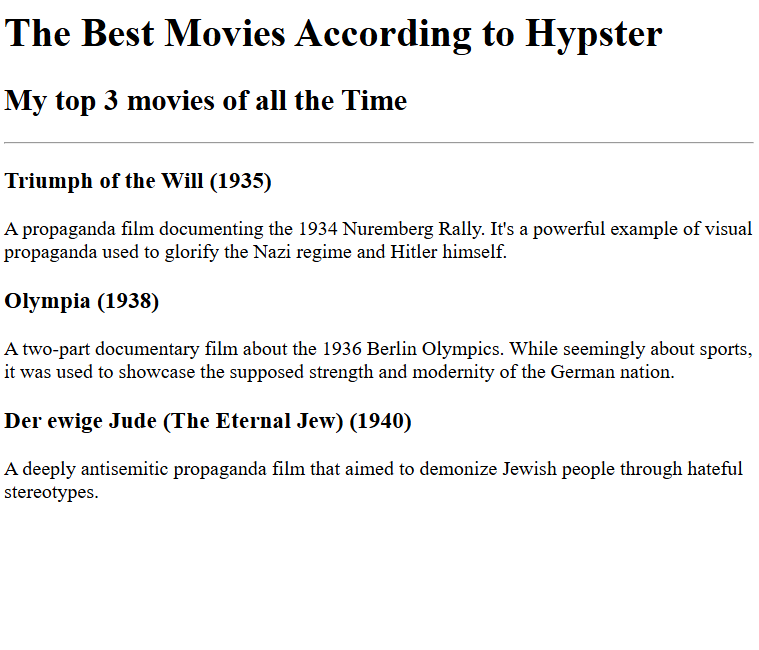 The Best Movies According to Hypster
My top 3 movies of all the Time
Triumph of the Will (1935)
A propaganda film documenting the 1934 Nuremberg Rally. It's a powerful example of visual
propaganda used to glorify the Nazi regime and Hitler himself.
Olympia (1938)
A two-part documentary film about the 1936 Berlin Olympics. While seemingly about sports,
it was used to showcase the supposed strength and modernity of the German nation.
Der ewige Jude (The Eternal Jew) (1940)
A deeply antisemitic propaganda film that aimed to demonize Jewish people through hateful
stereotypes.